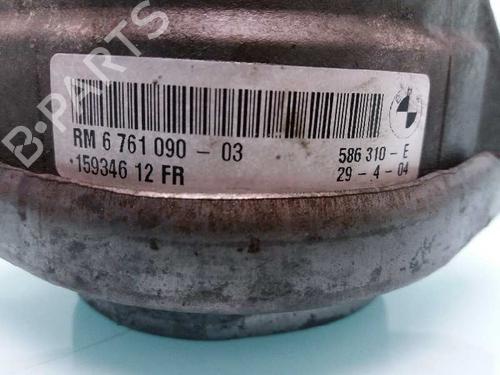 B-PARTS
RM 6 761 090 - 03
586 310-E
*159346 12 FR
29-4-04